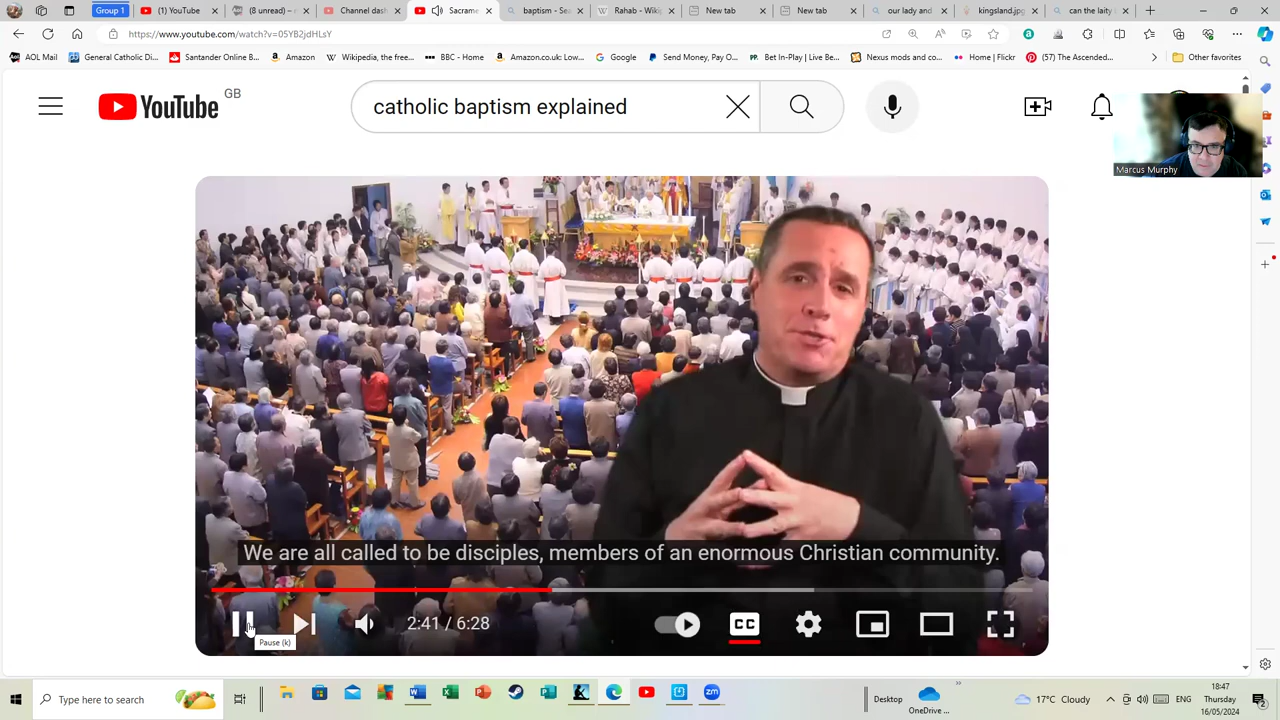 Group 1
(1) YouTube
(8 unread) -
Channel das
Sacrame
baptism - Sea
Rahab - Wiki
New tab
New tab
our lady and
kingsland.jpg
can the laity
https://www.youtube.com/watch?v=05YB2jdHLsY
AOL Mail
General Catholic Di...
Santander Online B...
Amazon
Wikipedia, the free...
BBC - Home
Amazon.co.uk: Low...
Google
Send Money, Pay O...
Bet In-Play | Live Be...
Nexus mods and co...
Home | Flickr
(57) The Ascended...
Other favorites
YouTube GB
catholic baptism explained
Marcus Murphy
We are all called to be disciples, members of an enormous Christian community.
2:41 / 6:28
CC
Pause (k)
Type here to search
Desktop
OneDrive ...
17°C Cloudy
ENG
18:47
Thursday
16/05/2024